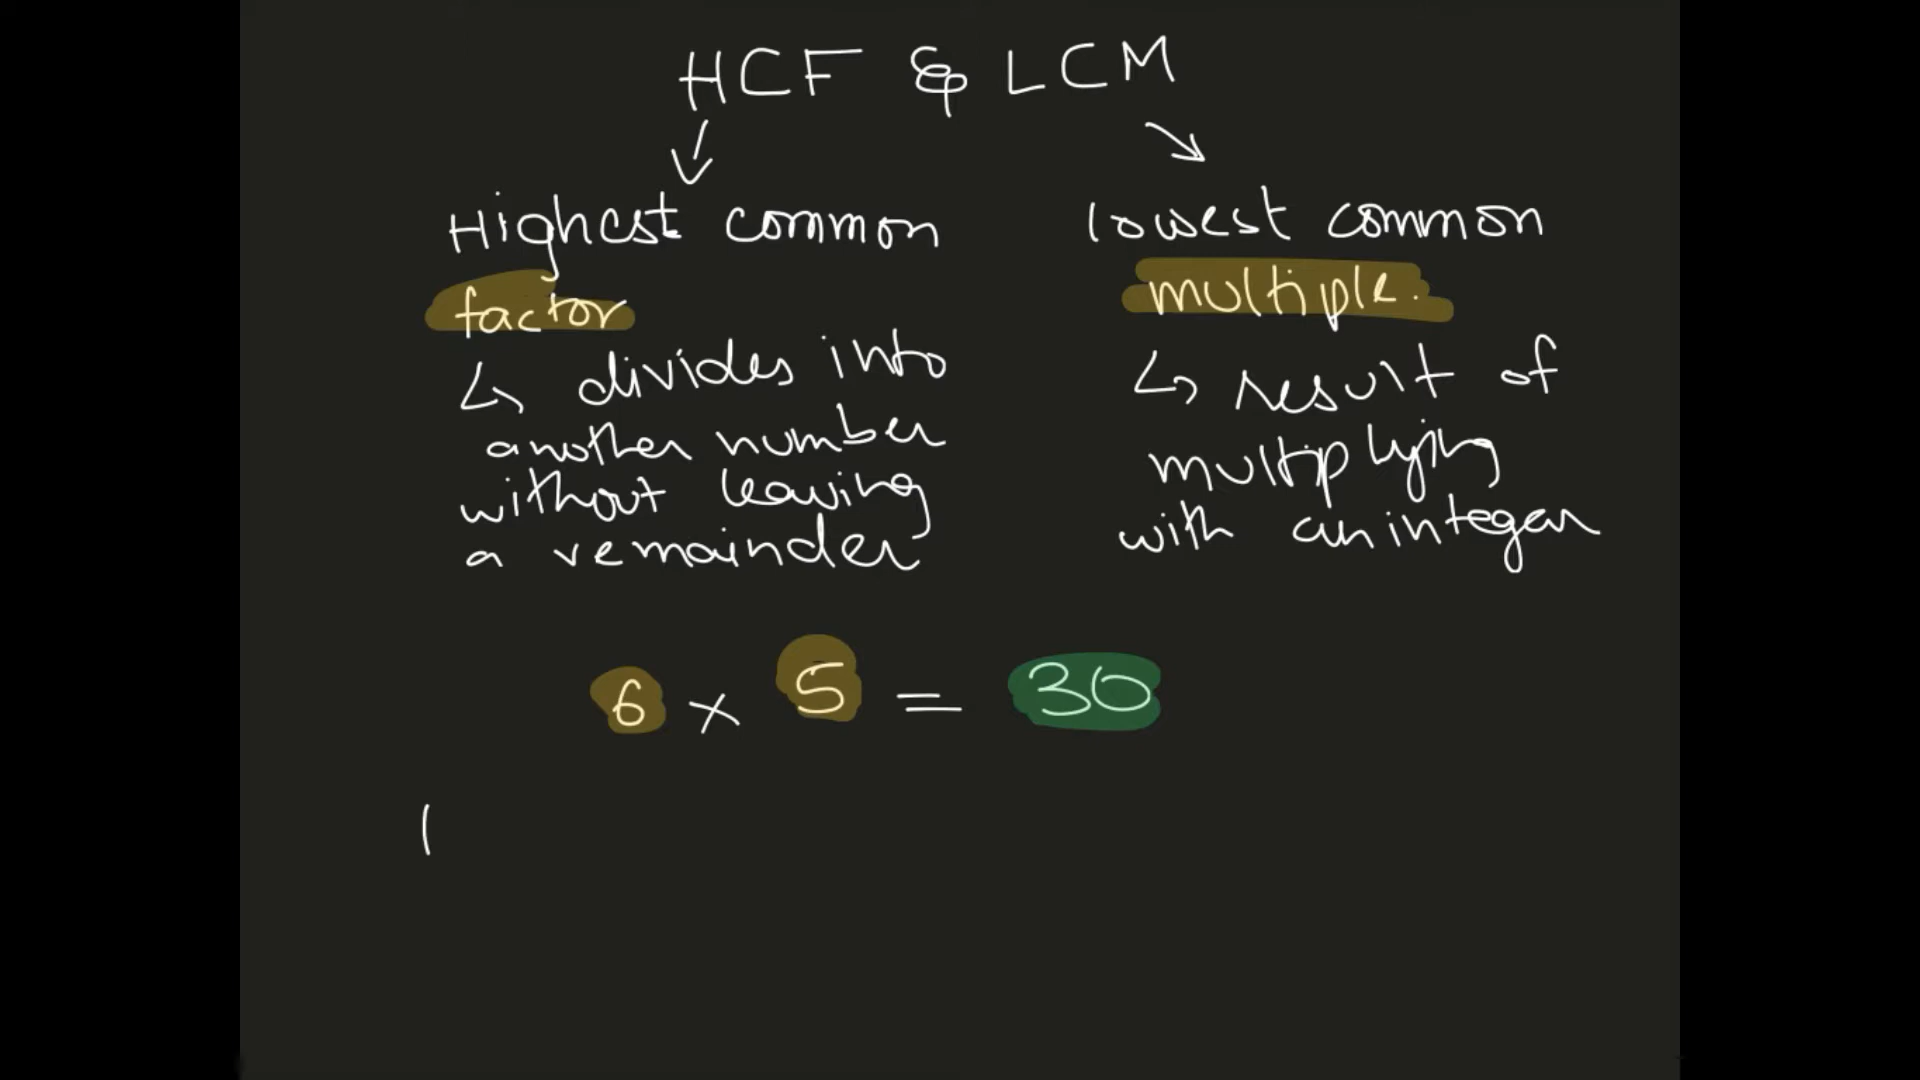 HCF & LCM
Highest common
factor
↳ divides into
another number
without leaving
a remainder
lowest common
multiple.
↳ result of
multiplying
with an integer
6 × 5 = 30